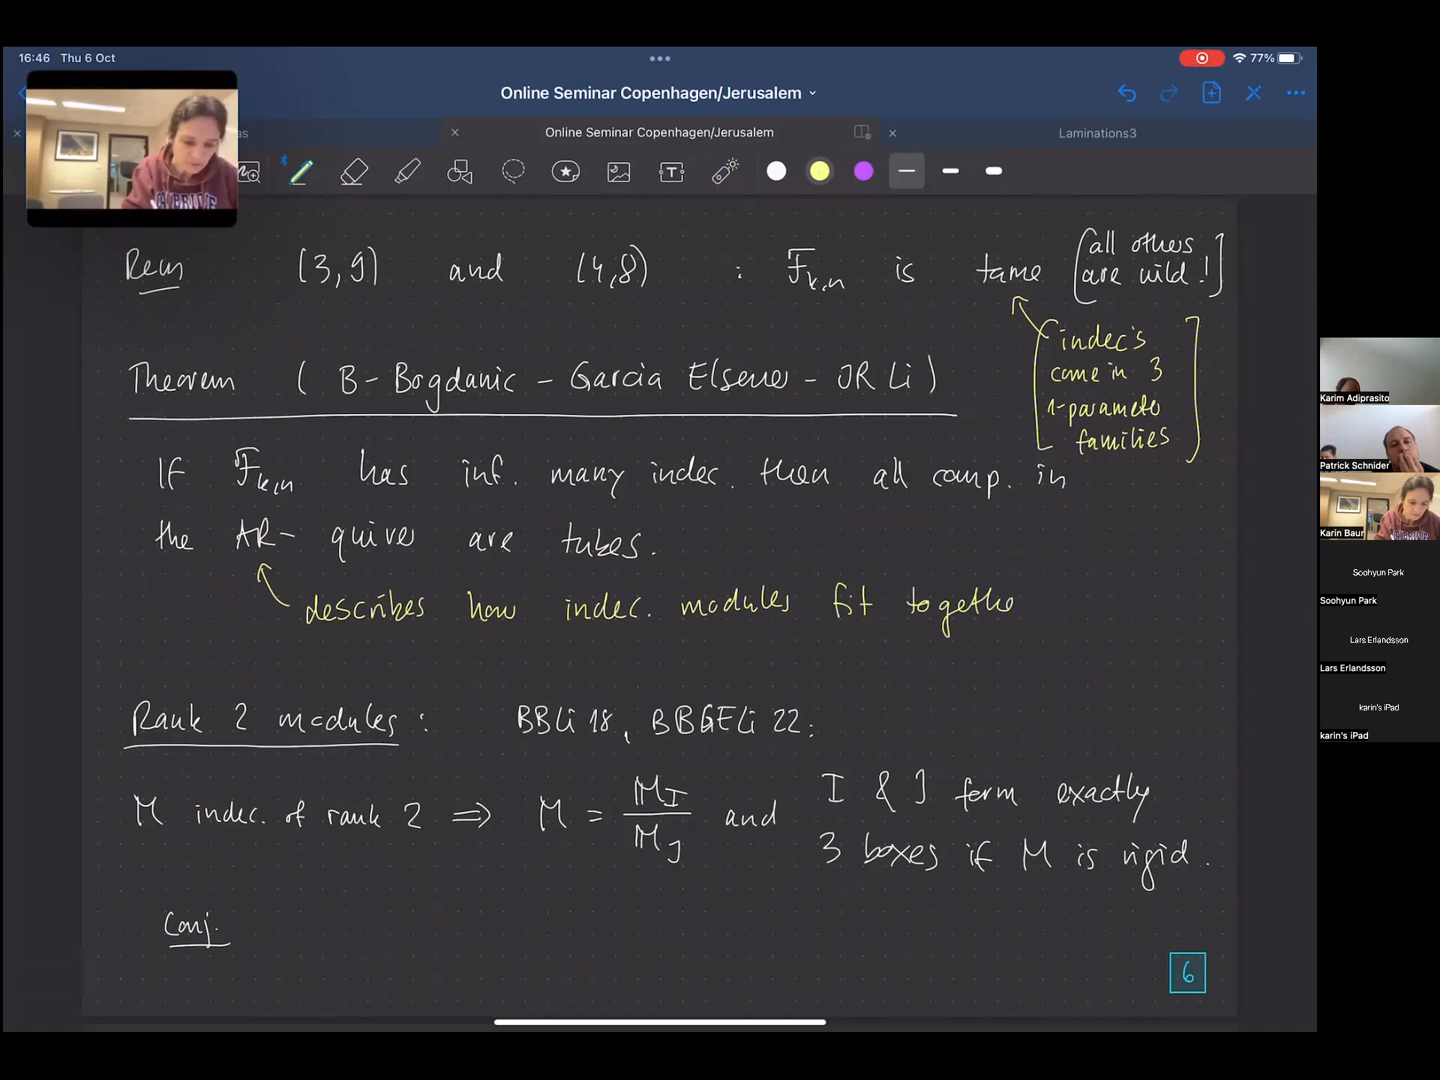 16:46 Thu 6 Oct
77%
Online Seminar Copenhagen/Jerusalem
as
Online Seminar Copenhagen/Jerusalem
Laminations3
Rem (3,9) and (4,8) : F_{k,n} is tame [all others are wild!]
[indec's
come in 3
1-parameter
families]
Theorem (B-Bogdanic - Garcia Elsener - JR Li)
If F_{k,n} has inf. many indec. then all comp. in
the AR-quiver are tubes.
describes how indec. modules fit together
Rank 2 modules: BBLi 18, BBGELi 22:
M indec. of rank 2 ⟹ M = M_I / M_J and I & J form exactly
3 boxes if M is rigid.
Conj.
6
Karim Adiprasito
Patrick Schnider
Karin Baur
Soohyun Park
Soohyun Park
Lars Erlandsson
Lars Erlandsson
karin's iPad
karin's iPad